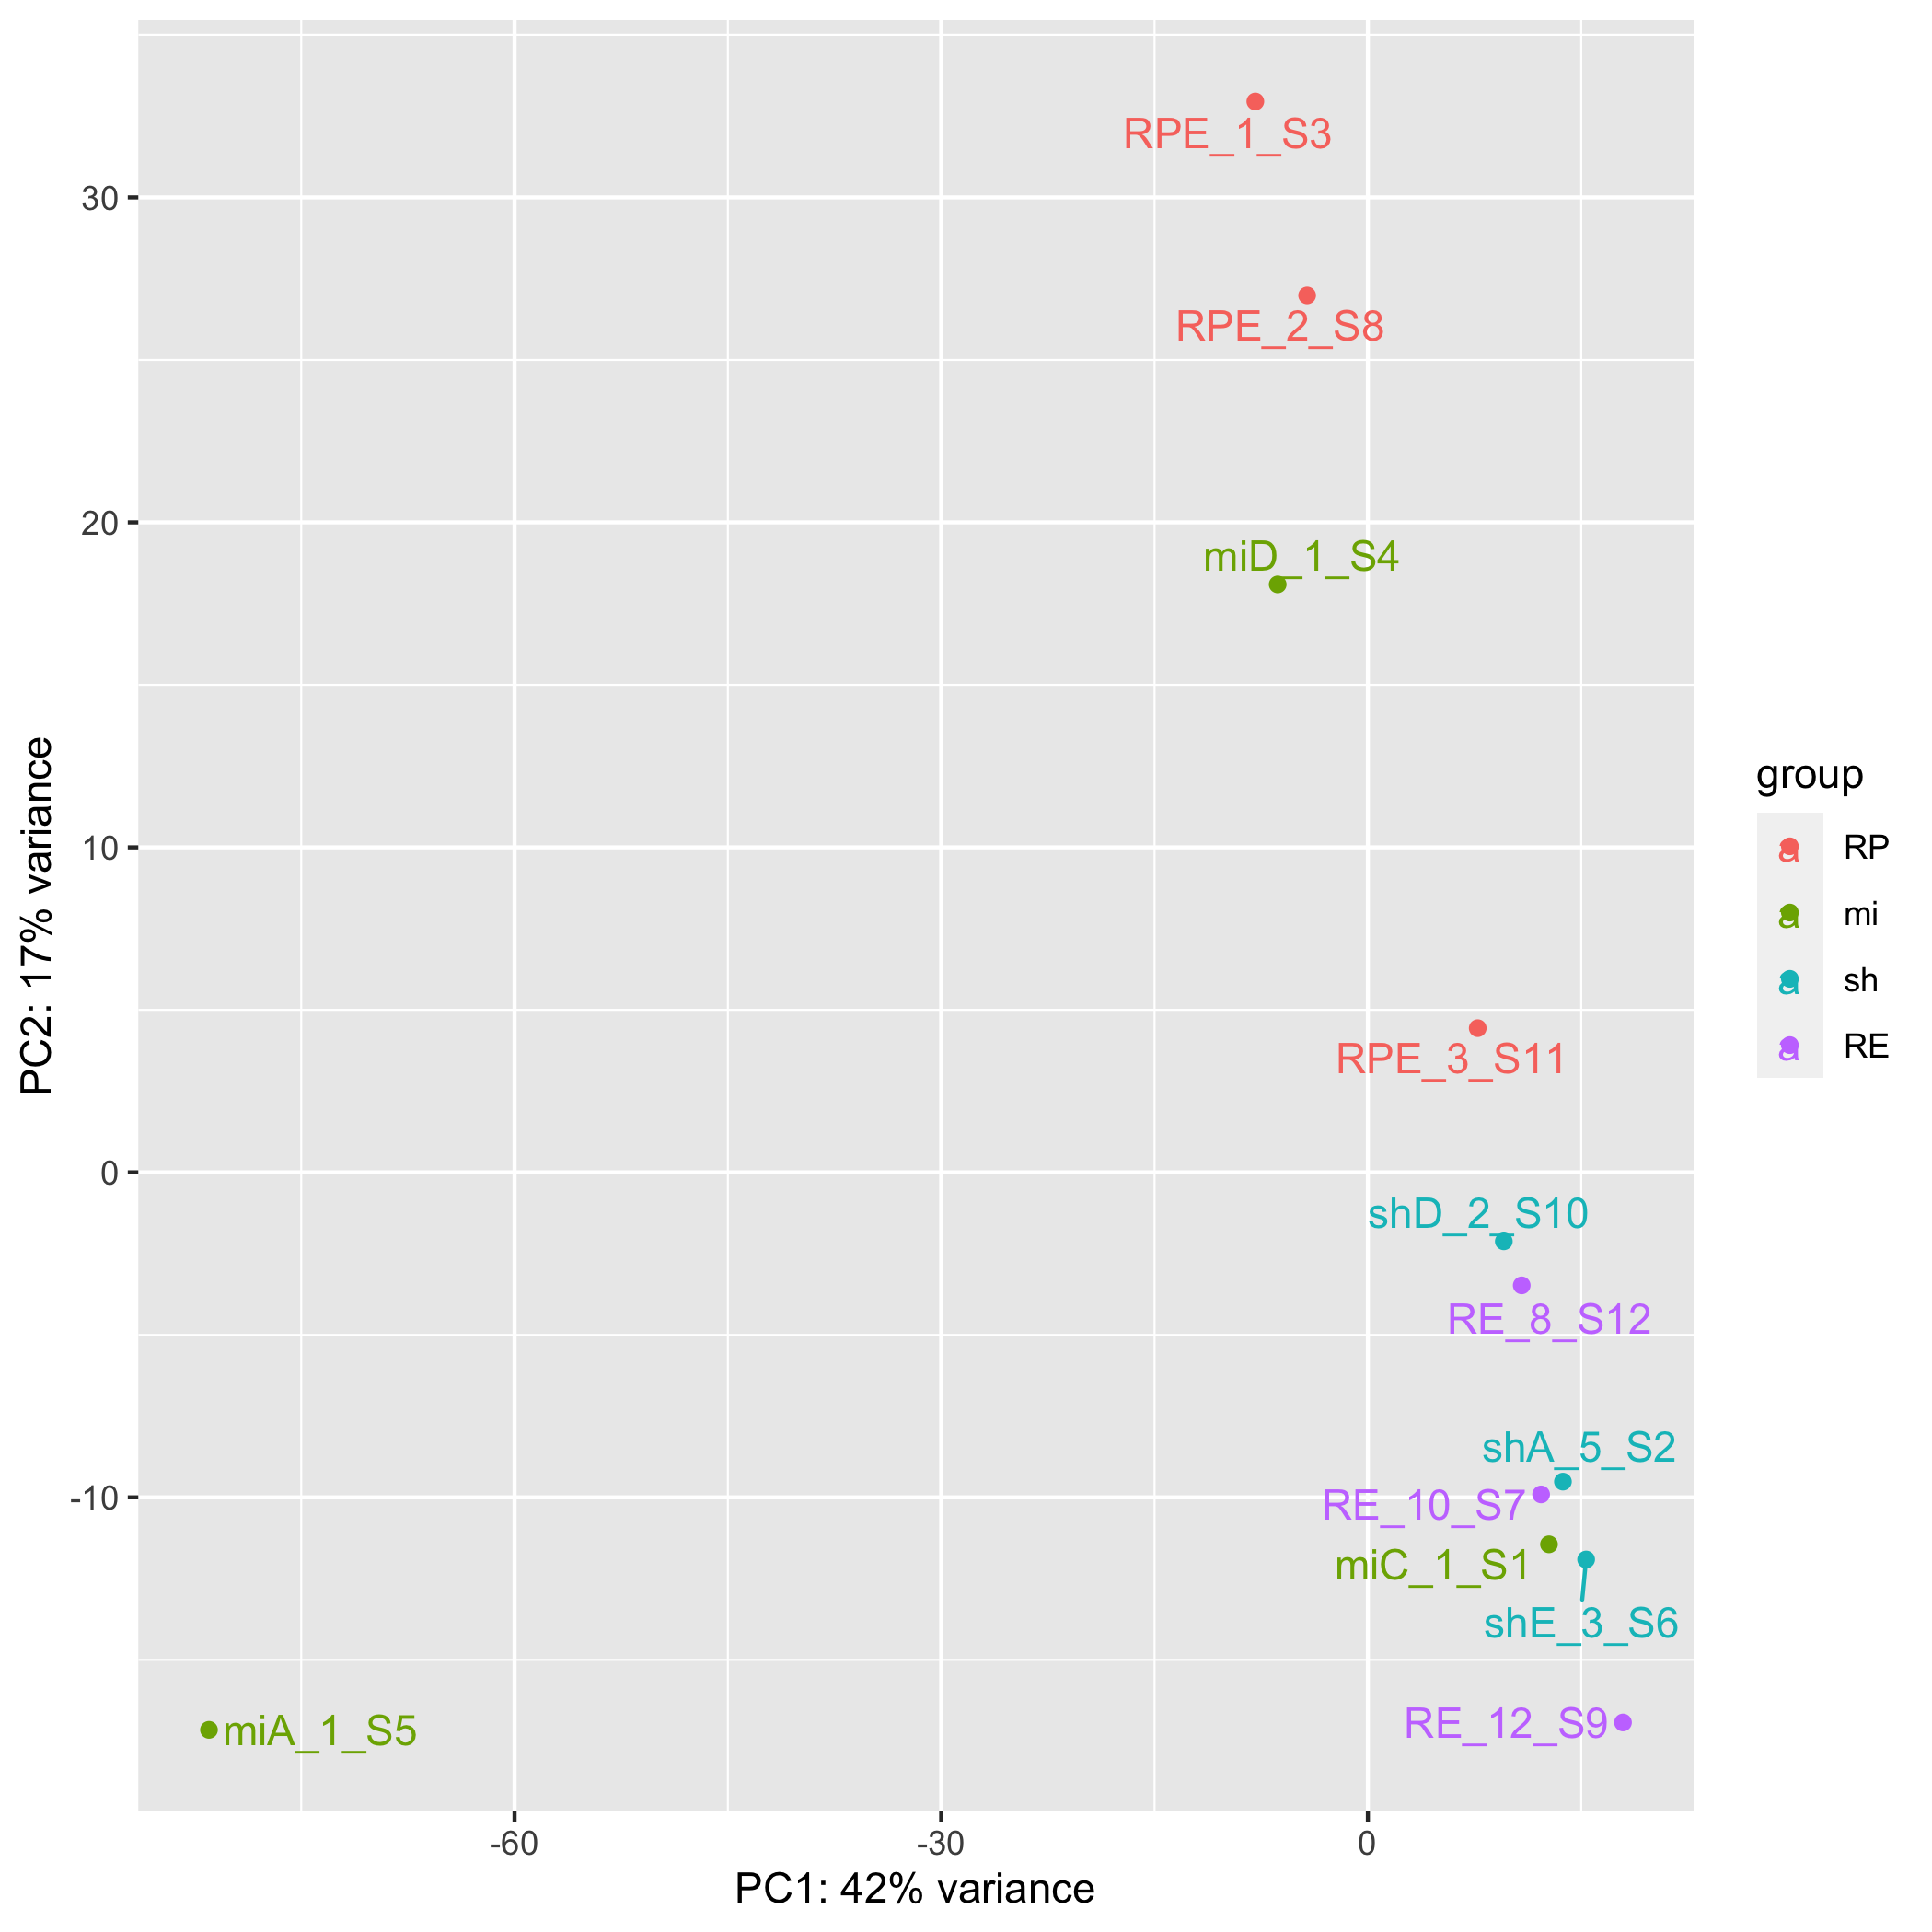 RPE_1_S3
30
RPE_2_S8
20
miD_1_S4
group
10
a RP
a mi
a sh
a RE
PC2: 17% variance
RPE_3_S11
0
shD_2_S10
RE_8_S12
shA_5_S2
-10
RE_10_S7
miC_1_S1
shE_3_S6
miA_1_S5
RE_12_S9
-60 -30 0
PC1: 42% variance